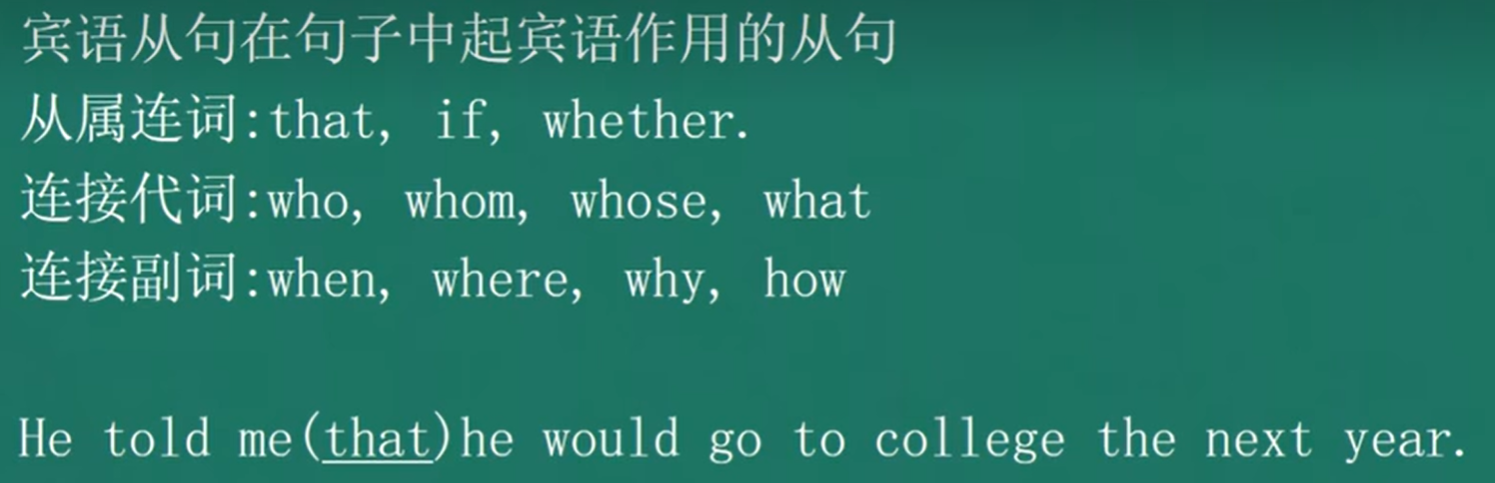 宾语从句在句子中起宾语作用的从句
从属连词:that, if, whether.
连接代词:who, whom, whose, what
连接副词:when, where, why, how
He told me(that)he would go to college the next year.